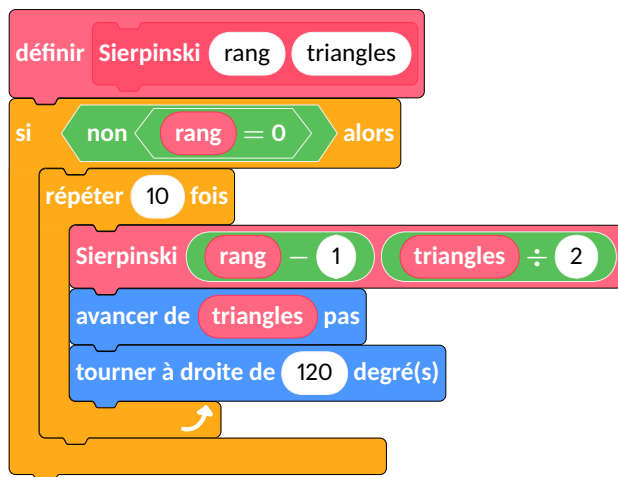 définir Sierpinski rang triangles
si non rang = 0 alors
répéter 10 fois
Sierpinski rang − 1 triangles ÷ 2
avancer de triangles pas
tourner à droite de 120 degré(s)